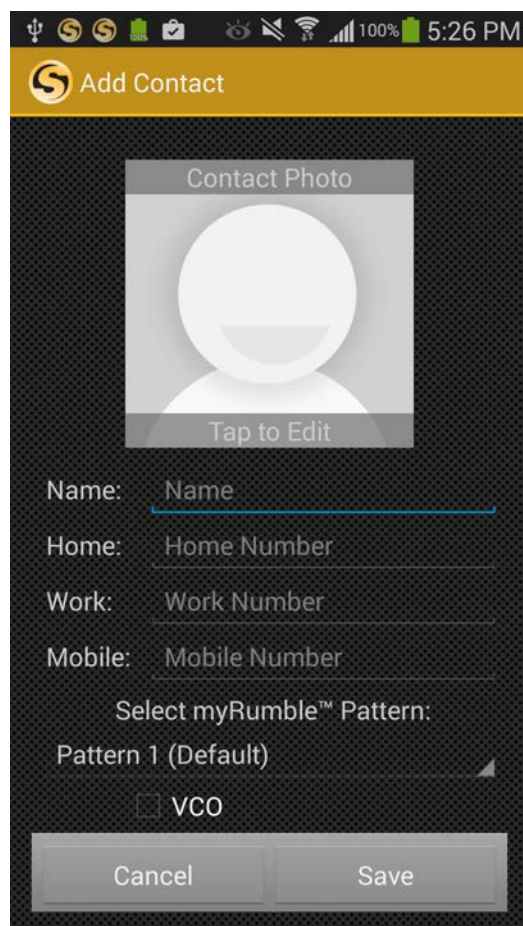 100% 100% 5:26 PM
Add Contact
Contact Photo
Tap to Edit
Name: Name
Home: Home Number
Work: Work Number
Mobile: Mobile Number
Select myRumble™ Pattern:
Pattern 1 (Default)
VCO
Cancel Save